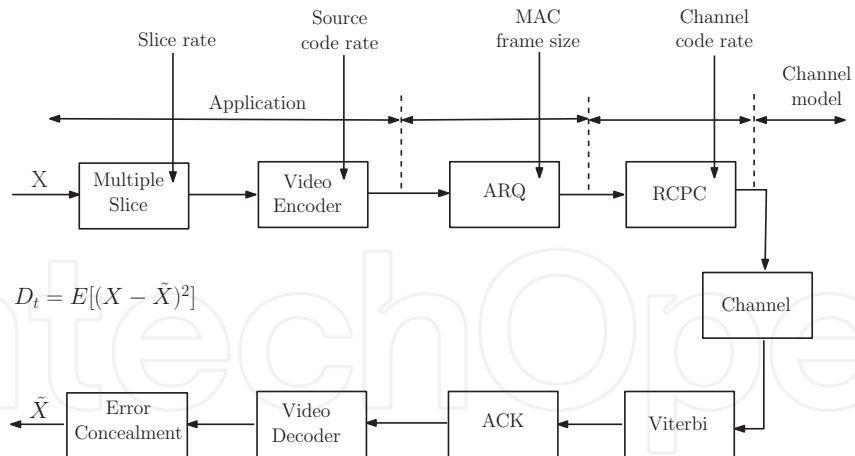 Slice rate
Source
code rate
MAC
frame size
Channel
code rate
Channel
model
Application
X
Multiple
Slice
Video
Encoder
ARQ
RCPC
D_t = E[(X − X̃)²]
Channel
X̃
Error
Concealment
Video
Decoder
ACK
Viterbi